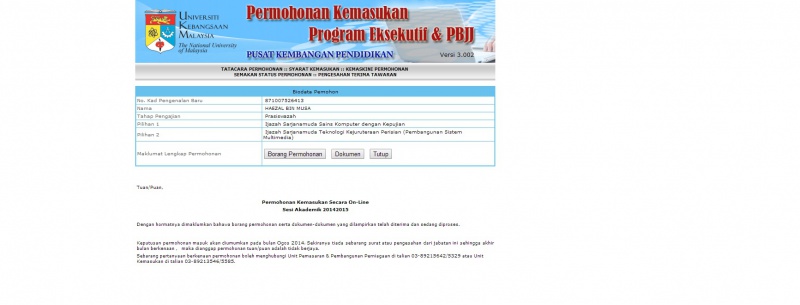 UNIVERSITI
KEBANGSAAN
MALAYSIA
The National University
of Malaysia
Permohonan Kemasukan
Program Eksekutif & PBJJ
PUSAT KEMBANGAN PENDIDIKAN
Versi 3.002
TATACARA PERMOHONAN :: SYARAT KEMASUKAN :: KEMASKINI PERMOHONAN
SEMAKAN STATUS PERMOHONAN :: PENGESAHAN TERIMA TAWARAN
Biodata Pemohon
No. Kad Pengenalan Baru 871007526413
Nama HAEZAL BIN MUSA
Tahap Pengajian Prasiswazah
Pilihan 1 Ijazah Sarjanamuda Sains Komputer dengan Kepujian
Pilihan 2 Ijazah Sarjanamuda Teknologi Kejuruteraan Perisian (Pembangunan Sistem
Multimedia)
Maklumat Lengkap Permohonan Borang Permohonan Dokumen Tutup
Tuan/Puan,
Permohonan Kemasukan Secara On-Line
Sesi Akademik 20142015
Dengan hormatnya dimaklumkan bahawa borang permohonan serta dokumen-dokumen yang dilampirkan telah diterima dan sedang diproses.
Keputusan permohonan masuk akan diumumkan pada bulan Ogos 2014. Sekiranya tiada sebarang surat atau pengesahan dari jabatan ini sehingga akhir
bulan berkenaan , maka dianggap permohonan tuan/puan adalah tidak berjaya.
Sebarang pertanyaan berkenaan permohonan bolah menghubungi Unit Pemasaran & Pembangunan Perniagaan di talian 03-89215642/5329 atau Unit
Kemasukan di talian 03-89213546/5585.